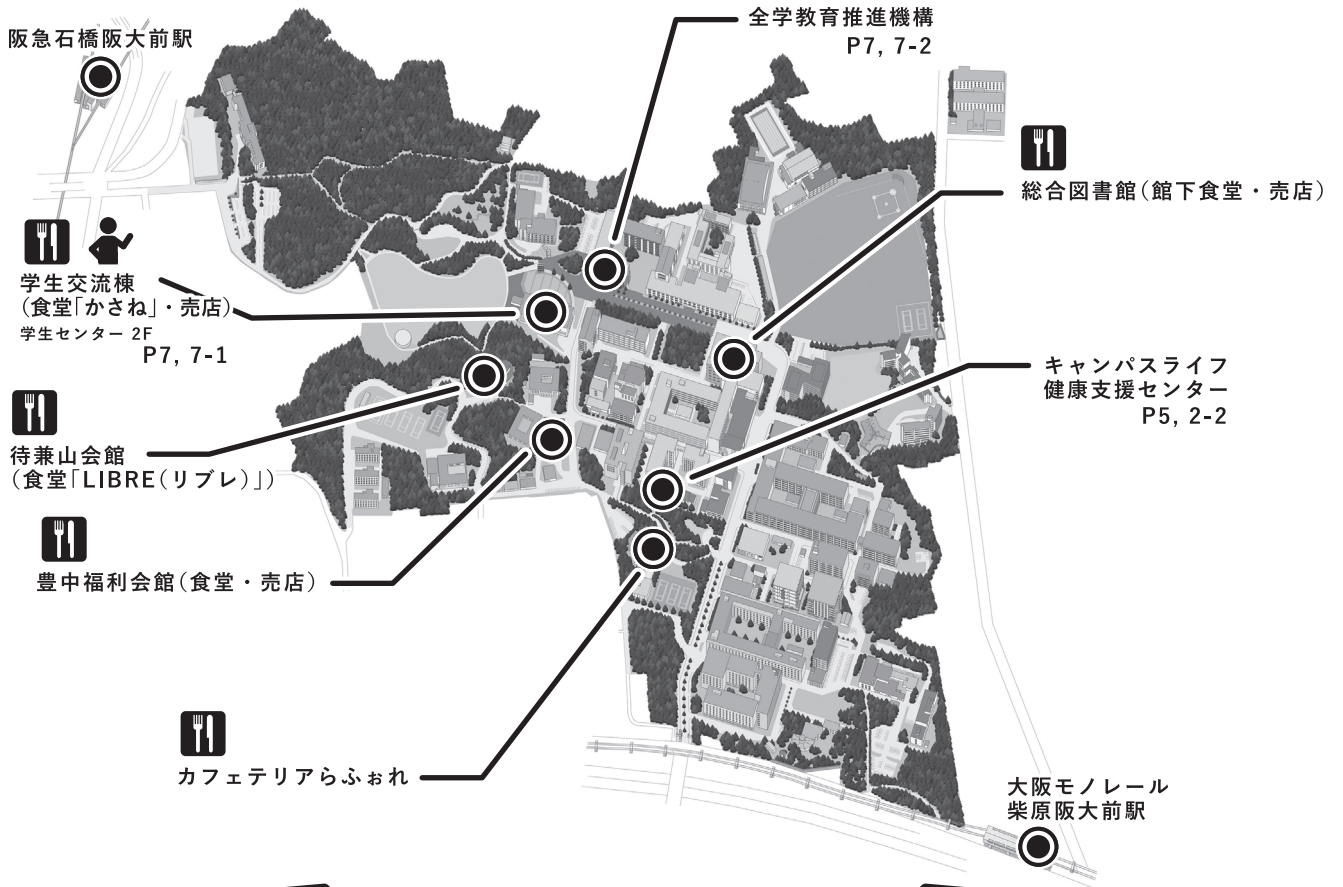 阪急石橋阪大前駅
全学教育推進機構
P7, 7-2
総合図書館(館下食堂・売店)
学生交流棟
(食堂「かさね」・売店)
学生センター 2F
P7, 7-1
キャンパスライフ
健康支援センター
P5, 2-2
待兼山会館
(食堂「LIBRE(リブレ)」)
豊中福利会館(食堂・売店)
カフェテリアらふぉれ
大阪モノレール
柴原阪大前駅